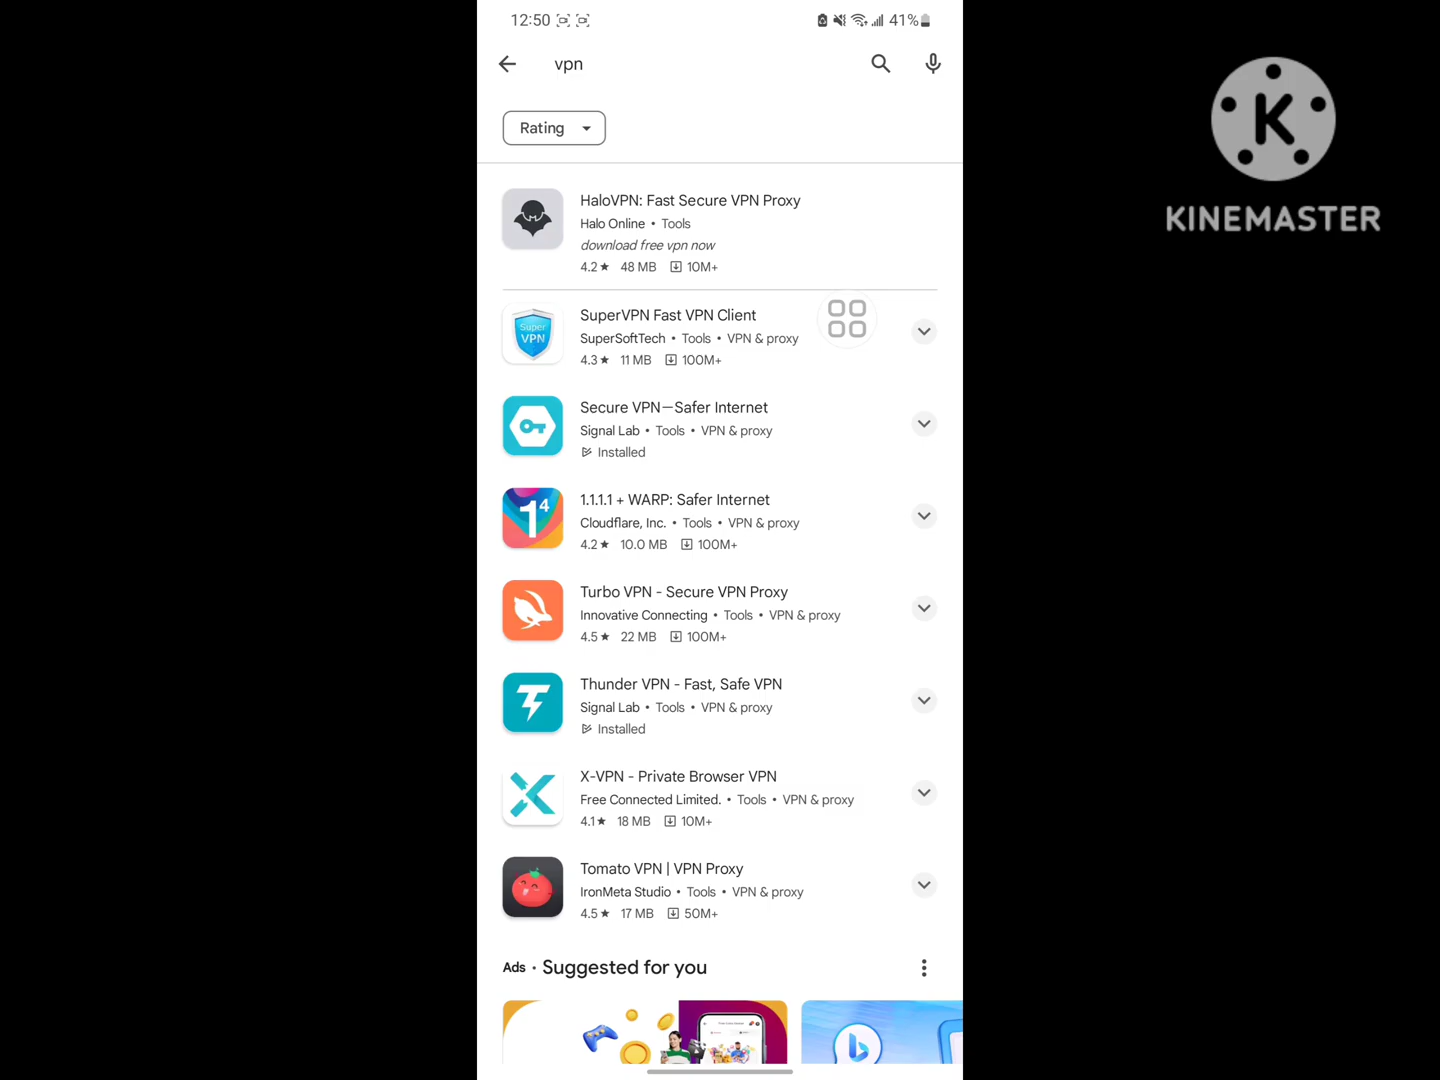 12:50
41%
vpn
Rating
HaloVPN: Fast Secure VPN Proxy
Halo Online • Tools
download free vpn now
4.2★ 48 MB 10M+
SuperVPN Fast VPN Client
SuperSoftTech • Tools • VPN & proxy
4.3★ 11 MB 100M+
Super
VPN
Secure VPN—Safer Internet
Signal Lab • Tools • VPN & proxy
Installed
1.1.1.1 + WARP: Safer Internet
Cloudflare, Inc. • Tools • VPN & proxy
4.2★ 10.0 MB 100M+
1⁴
Turbo VPN - Secure VPN Proxy
Innovative Connecting • Tools • VPN & proxy
4.5★ 22 MB 100M+
Thunder VPN - Fast, Safe VPN
Signal Lab • Tools • VPN & proxy
Installed
X-VPN - Private Browser VPN
Free Connected Limited. • Tools • VPN & proxy
4.1★ 18 MB 10M+
Tomato VPN | VPN Proxy
IronMeta Studio • Tools • VPN & proxy
4.5★ 17 MB 50M+
Ads • Suggested for you
K
KINEMASTER